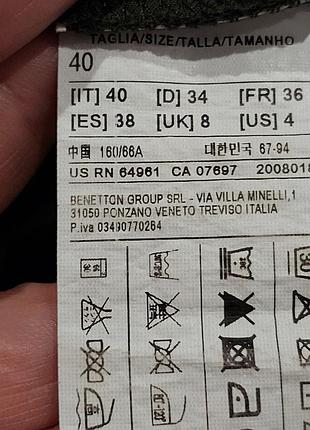 TAGLIA/SIZE/TALLA/TAMANHO
40
[IT] 40 [D] 34 [FR] 36
[ES] 38 [UK] 8 [US] 4
中国 160/66A 대한민국 67-94
US RN 64961 CA 07697 2008018
BENETTON GROUP SRL - VIA VILLA MINELLI, 1
31050 PONZANO VENETO TREVISO ITALIA
P.iva 03490770264
30